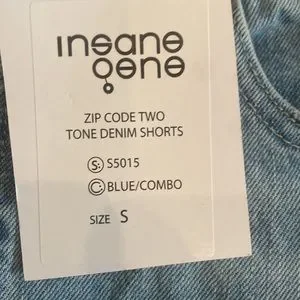 insane
gene
ZIP CODE TWO
TONE DENIM SHORTS
S: S5015
C: BLUE/COMBO
SIZE S